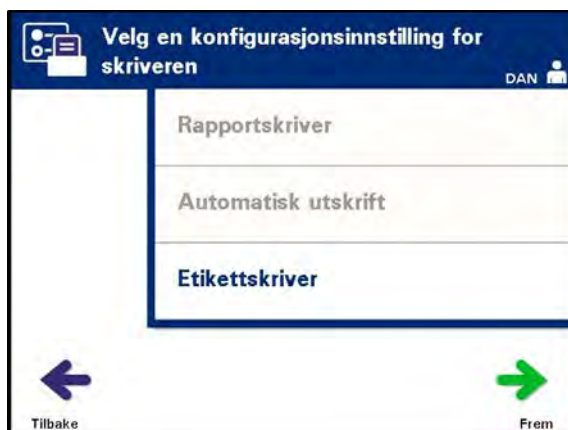 Velg en konfigurasjonsinnstilling for
skriveren
DAN
Rapportskriver
Automatisk utskrift
Etikettskriver
Tilbake
Frem